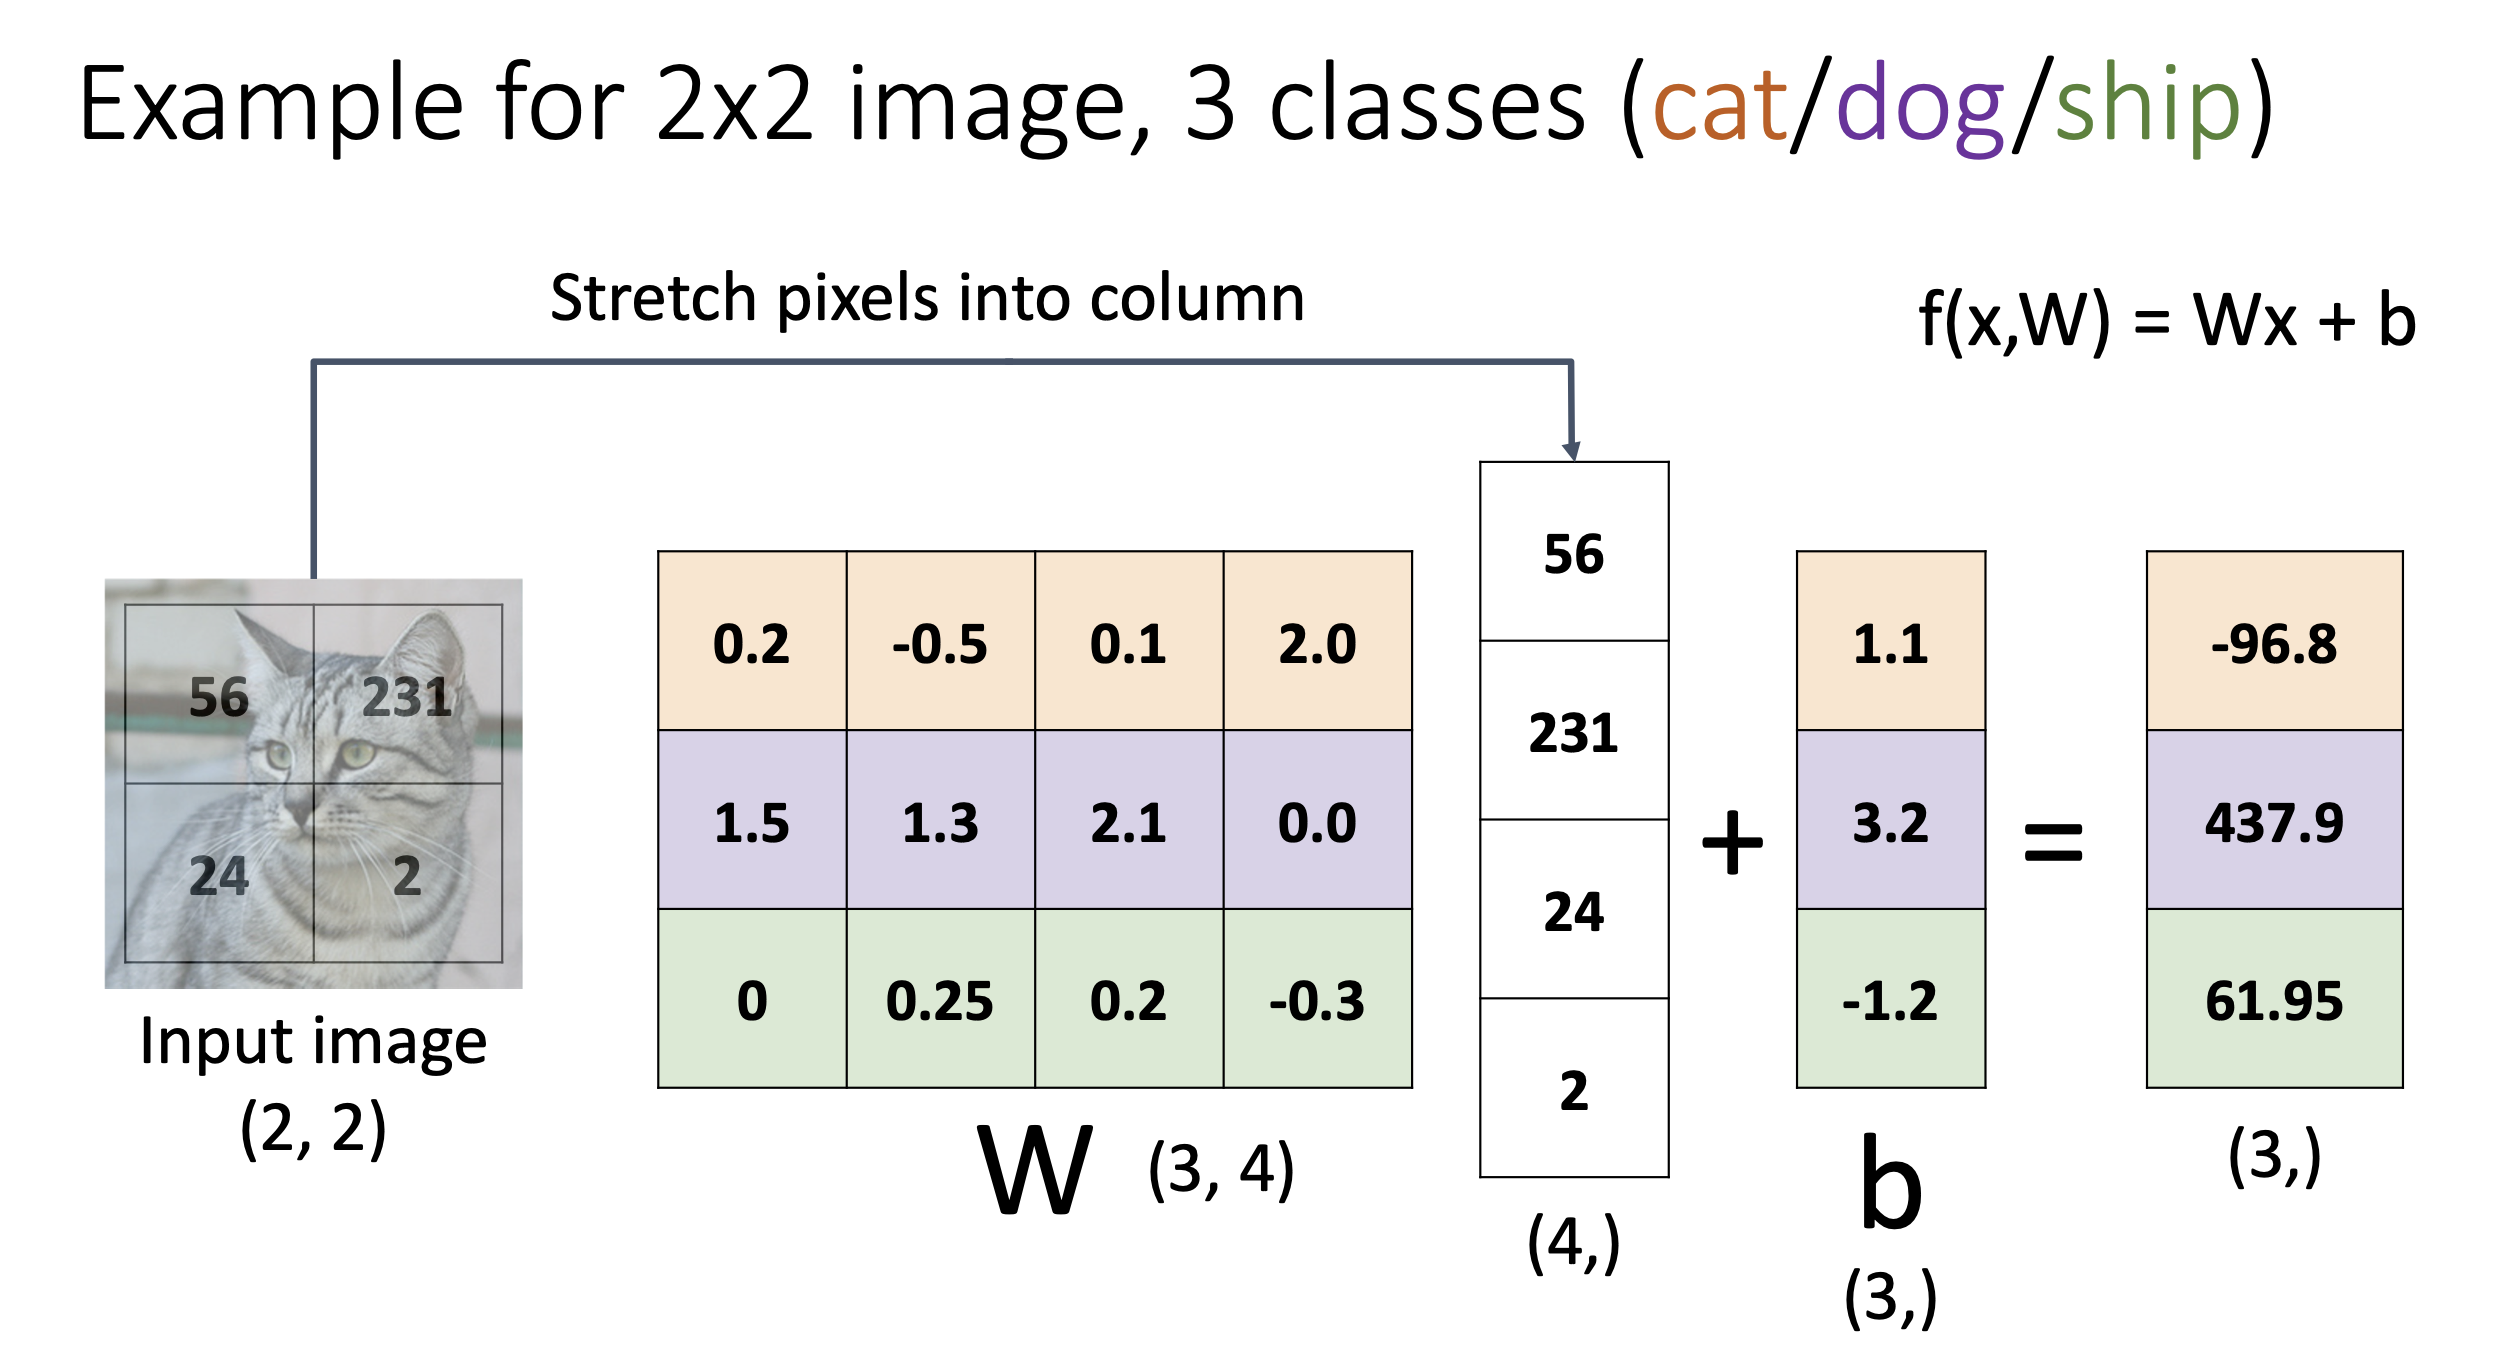 Example for 2x2 image, 3 classes (cat/dog/ship)
Stretch pixels into column
f(x,W) = Wx + b
56 231
24 2
Input image
(2, 2)
0.2 -0.5 0.1 2.0
1.5 1.3 2.1 0.0
0 0.25 0.2 -0.3
W (3, 4)
56
231
24
2
(4,)
+
1.1
3.2
-1.2
b
(3,)
=
-96.8
437.9
61.95
(3,)